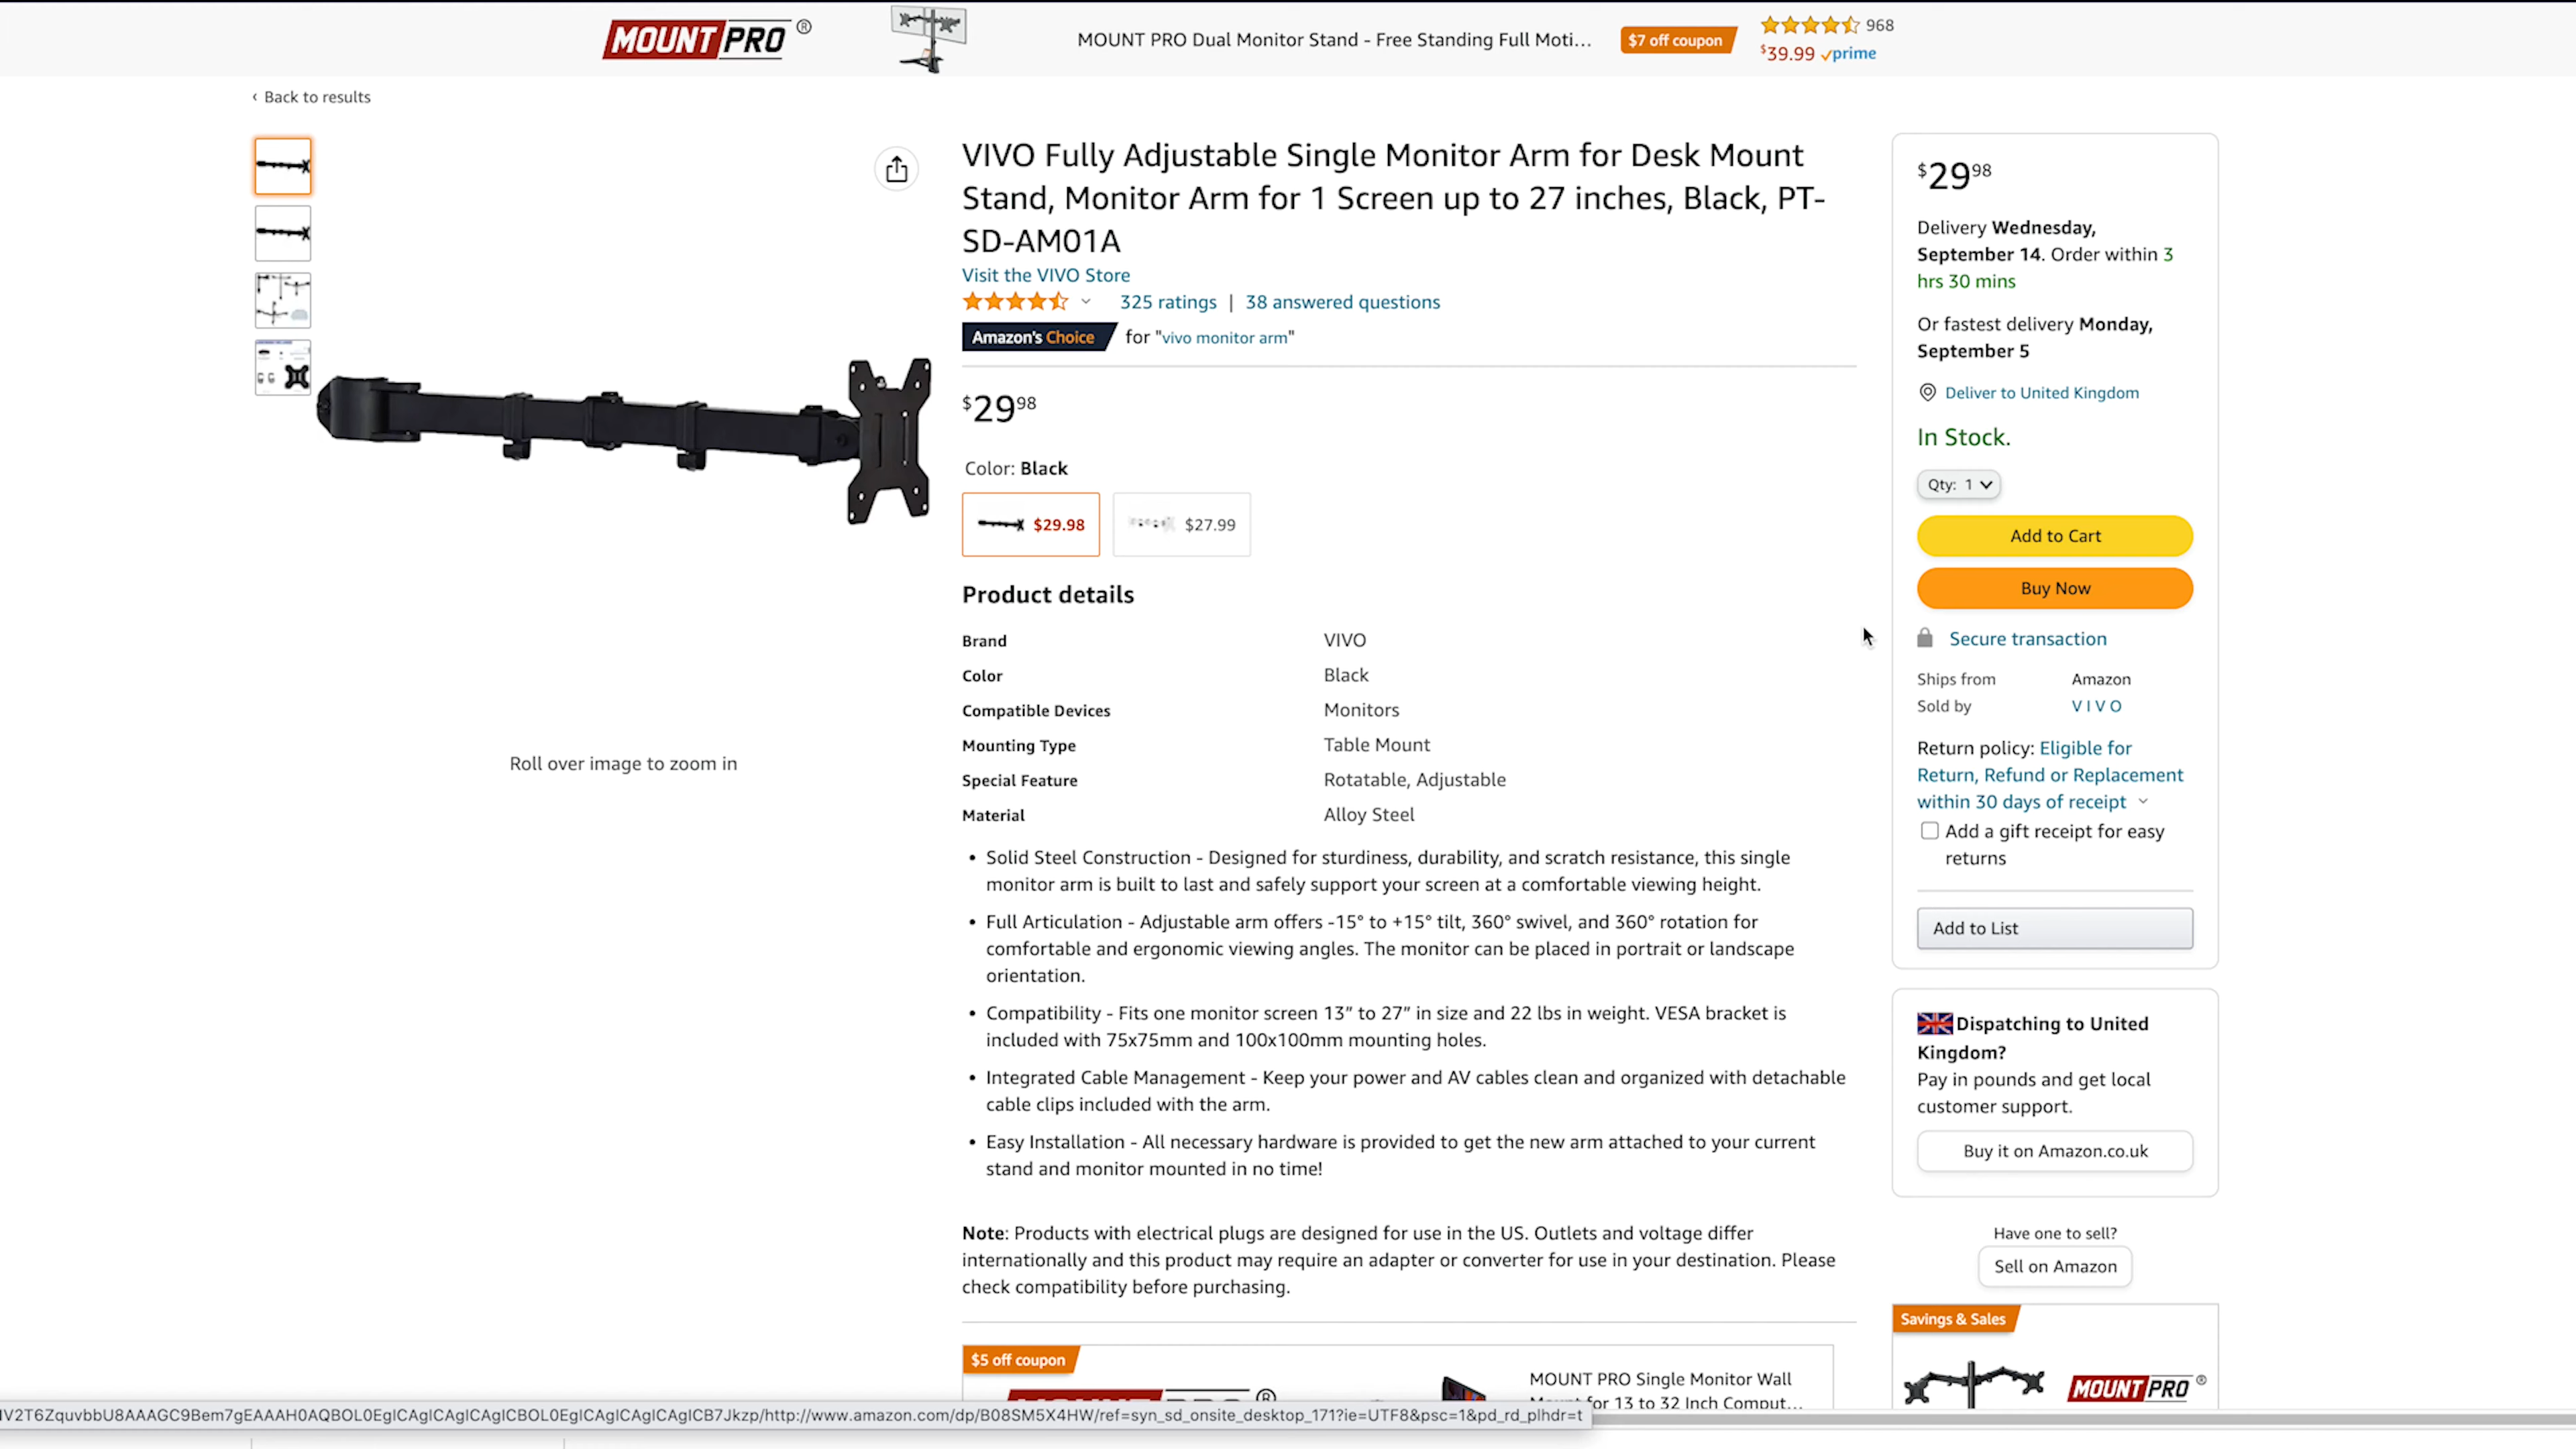 MOUNT PRO ®
MOUNT PRO Dual Monitor Stand - Free Standing Full Moti...
$7 off coupon
968
$39.99 prime
‹ Back to results
VIVO Fully Adjustable Single Monitor Arm for Desk Mount
Stand, Monitor Arm for 1 Screen up to 27 inches, Black, PT-
SD-AM01A
Visit the VIVO Store
325 ratings | 38 answered questions
Amazon's Choice for "vivo monitor arm"
$29 98
Color: Black
$29.98
$27.99
Product details
Brand VIVO
Color Black
Compatible Devices Monitors
Mounting Type Table Mount
Special Feature Rotatable, Adjustable
Material Alloy Steel
• Solid Steel Construction - Designed for sturdiness, durability, and scratch resistance, this single
monitor arm is built to last and safely support your screen at a comfortable viewing height.
• Full Articulation - Adjustable arm offers -15° to +15° tilt, 360° swivel, and 360° rotation for
comfortable and ergonomic viewing angles. The monitor can be placed in portrait or landscape
orientation.
• Compatibility - Fits one monitor screen 13” to 27” in size and 22 lbs in weight. VESA bracket is
included with 75x75mm and 100x100mm mounting holes.
• Integrated Cable Management - Keep your power and AV cables clean and organized with detachable
cable clips included with the arm.
• Easy Installation - All necessary hardware is provided to get the new arm attached to your current
stand and monitor mounted in no time!
Note: Products with electrical plugs are designed for use in the US. Outlets and voltage differ
internationally and this product may require an adapter or converter for use in your destination. Please
check compatibility before purchasing.
$5 off coupon
MOUNT PRO Single Monitor Wall
Mount for 13 to 32 Inch Comput...
Roll over image to zoom in
$29 98
Delivery Wednesday,
September 14. Order within 3
hrs 30 mins
Or fastest delivery Monday,
September 5
Deliver to United Kingdom
In Stock.
Qty: 1
Add to Cart
Buy Now
Secure transaction
Ships from Amazon
Sold by V I V O
Return policy: Eligible for
Return, Refund or Replacement
within 30 days of receipt
Add a gift receipt for easy
returns
Add to List
Dispatching to United
Kingdom?
Pay in pounds and get local
customer support.
Buy it on Amazon.co.uk
Have one to sell?
Sell on Amazon
Savings & Sales
MOUNT PRO ®